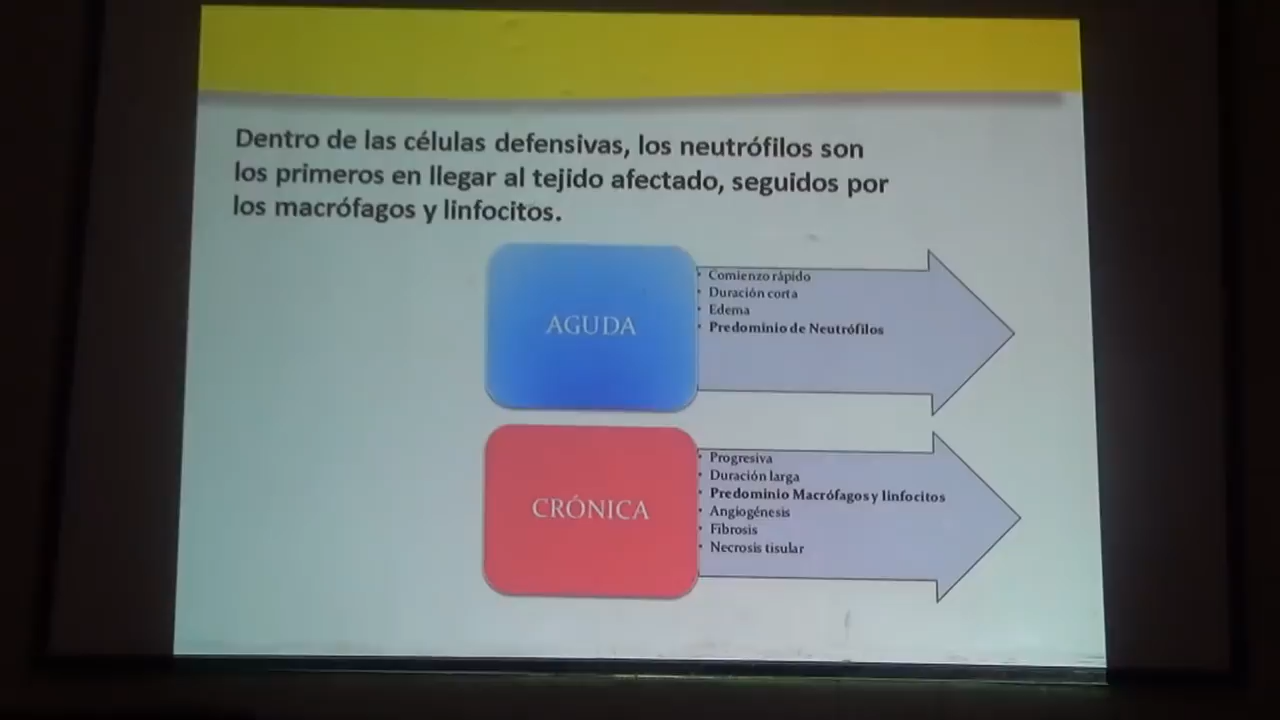 Dentro de las células defensivas, los neutrófilos son
los primeros en llegar al tejido afectado, seguidos por
los macrófagos y linfocitos.
AGUDA
• Comienzo rápido
• Duración corta
• Edema
• Predominio de Neutrófilos
CRÓNICA
• Progresiva
• Duración larga
• Predominio Macrófagos y linfocitos
• Angiogénesis
• Fibrosis
• Necrosis tisular